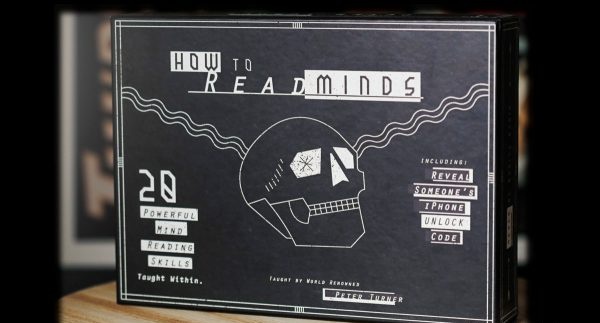 HOW TO
READ MINDS
20
POWERFUL
MIND
READING
SKILLS
Taught Within.
INCLUDING:
REVEAL
SOMEONE'S
iPHONE
UNLOCK
CODE
TAUGHT BY WORLD RENOWNED
PETER TURNER